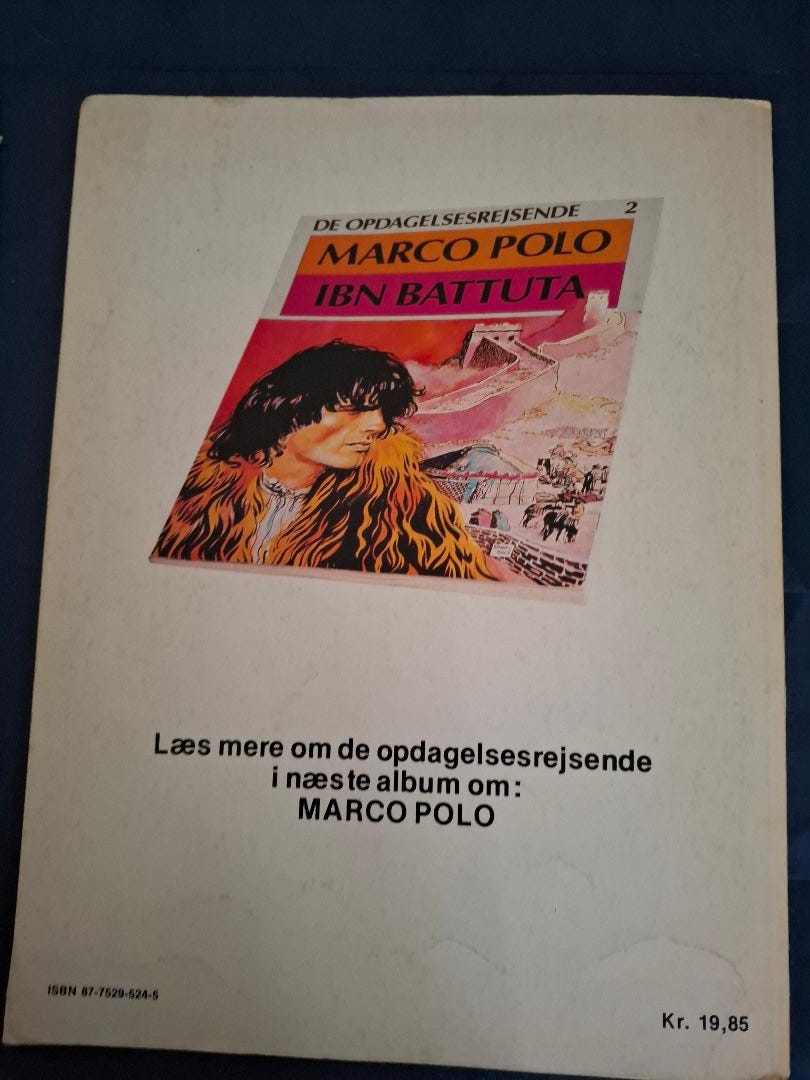 DE OPDAGELSESREJSENDE 2
MARCO POLO
IBN BATTUTA
Læs mere om de opdagelsesrejsende
i næste album om:
MARCO POLO
ISBN 87-7529-524-5
Kr. 19,85